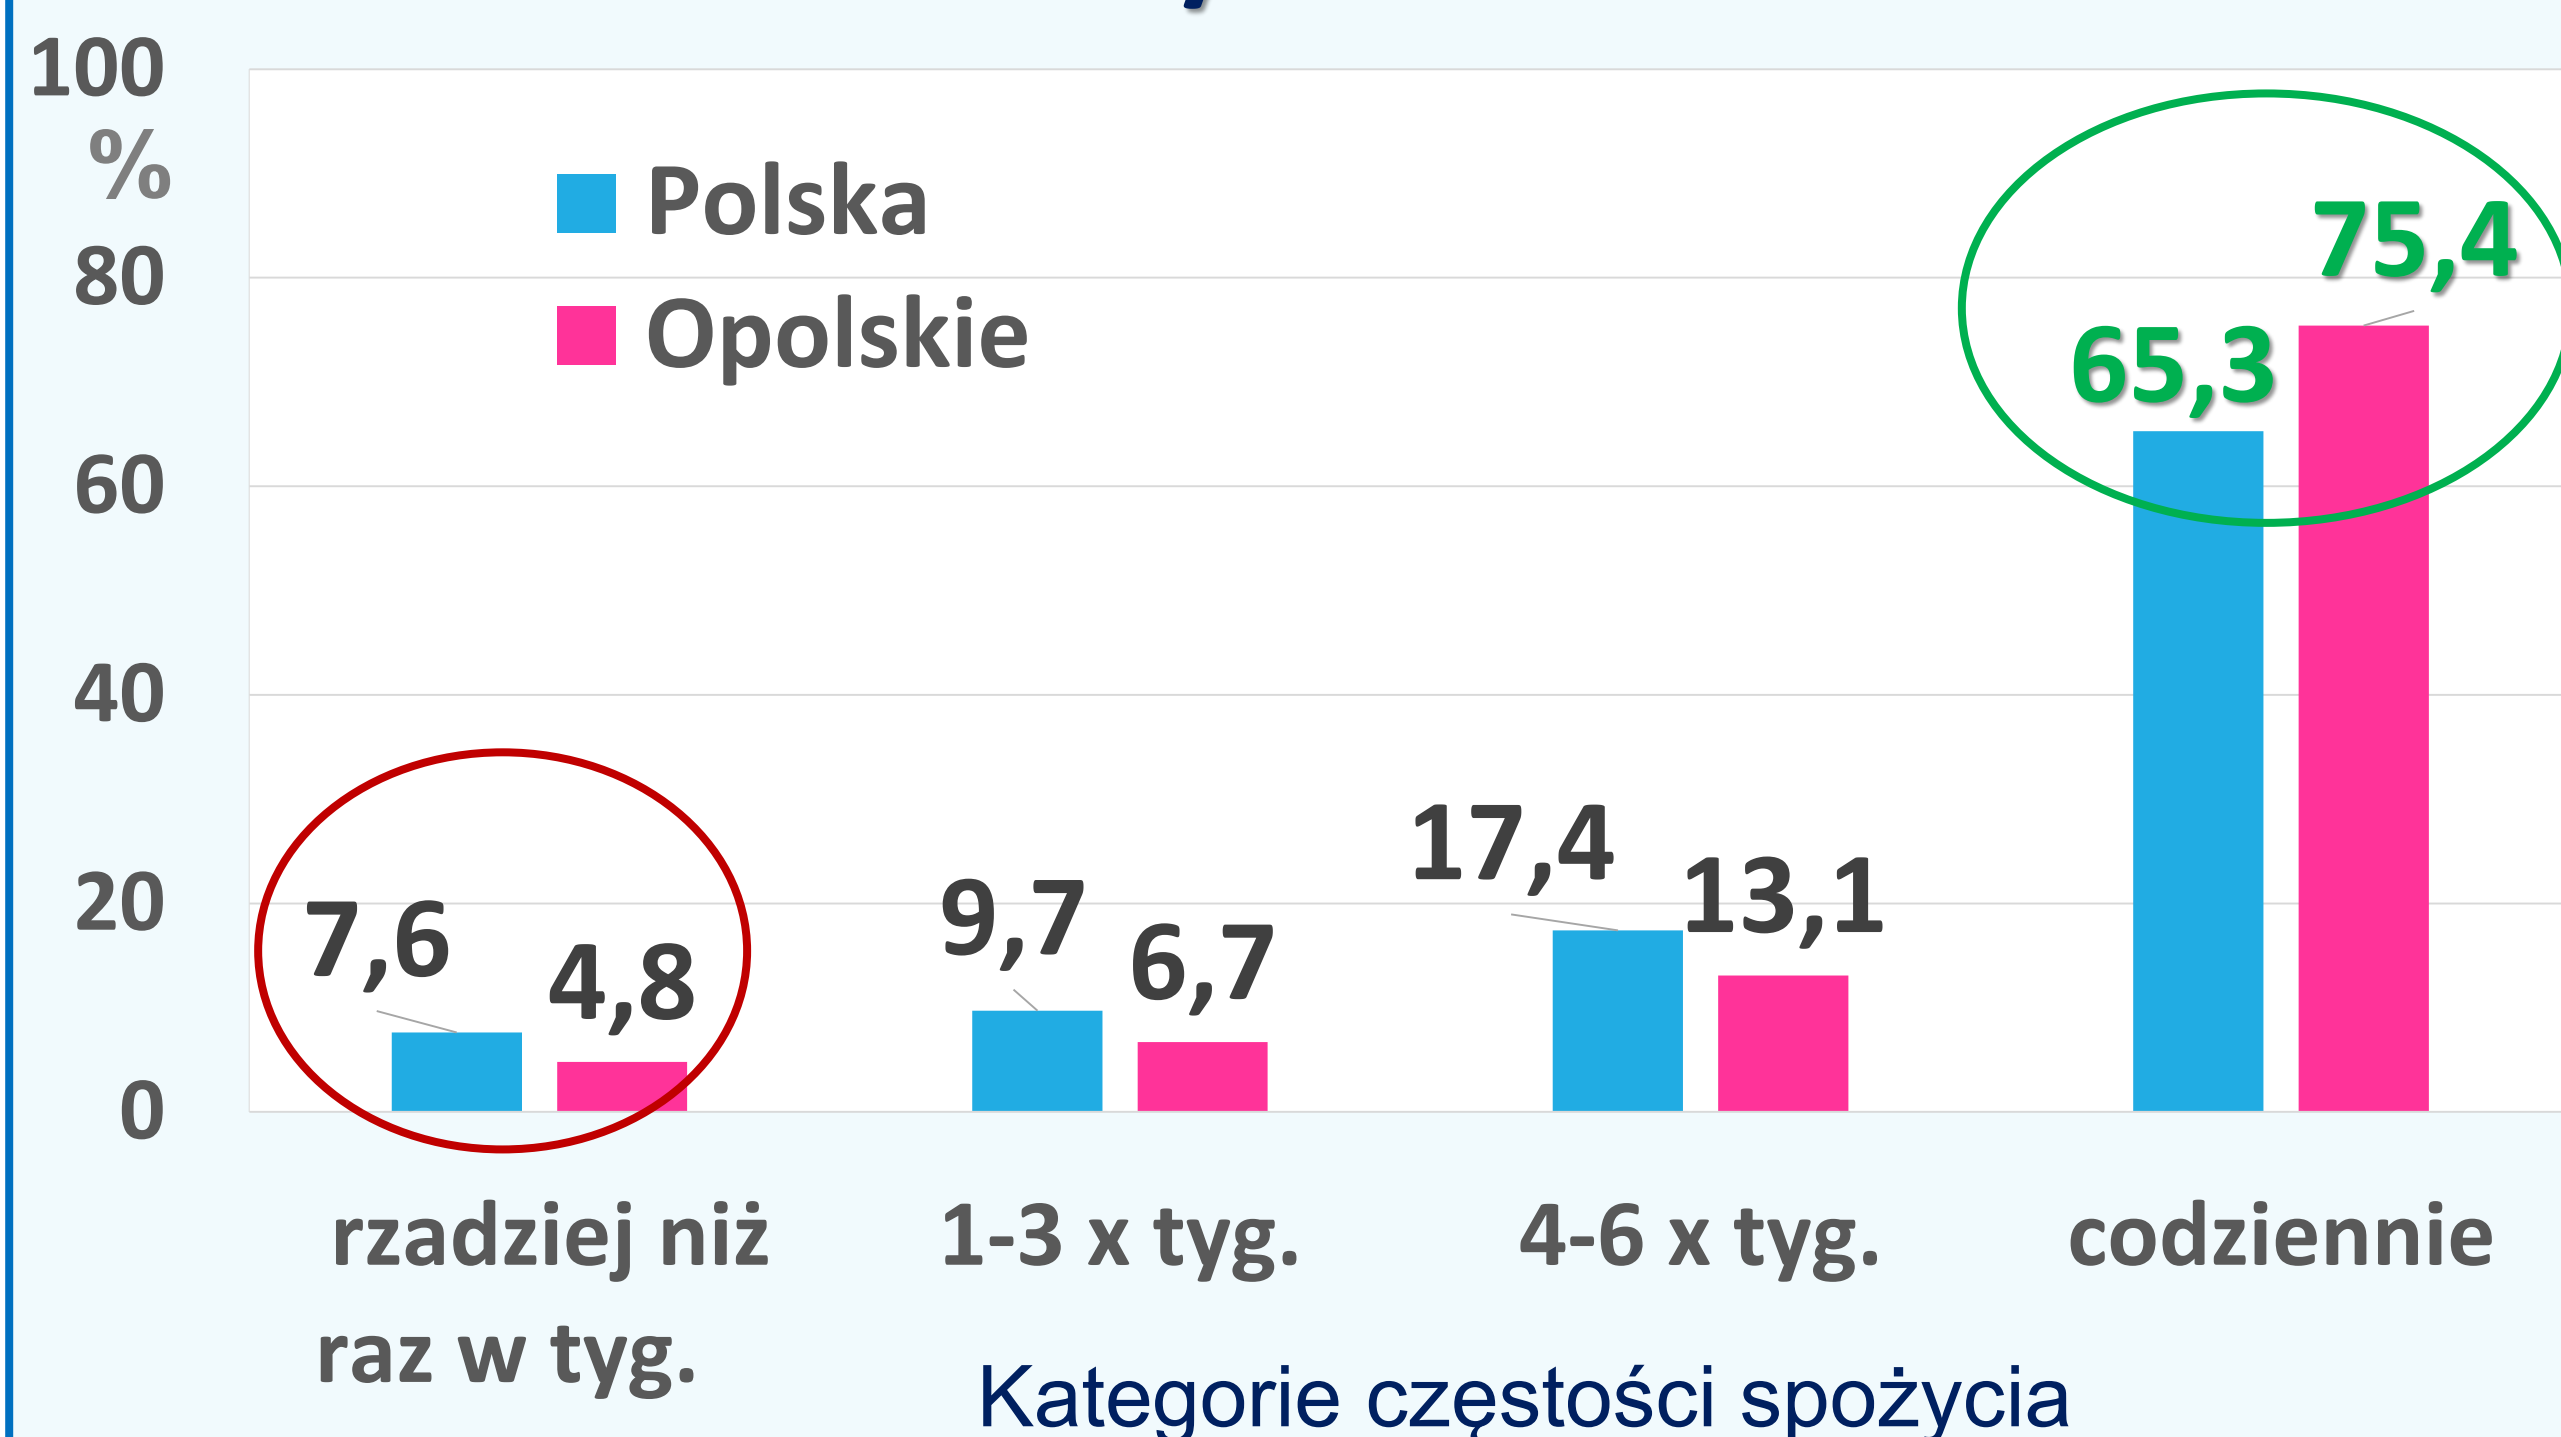 100
%
80
60
40
20
0
Polska
Opolskie
7,6
4,8
9,7
6,7
17,4
13,1
65,3
75,4
rzadziej niż
raz w tyg.
1-3 x tyg.
4-6 x tyg.
codziennie
Kategorie częstości spożycia